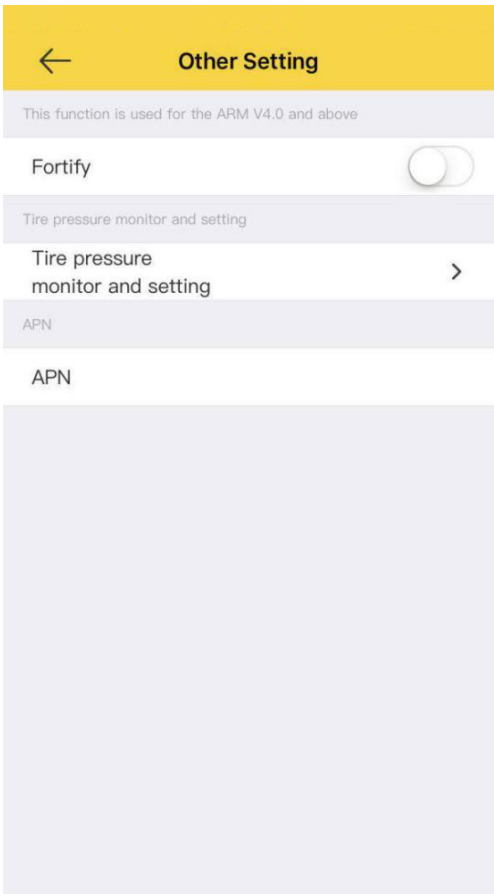 Other Setting
This function is used for the ARM V4.0 and above
Fortify
Tire pressure monitor and setting
Tire pressure
monitor and setting
APN
APN